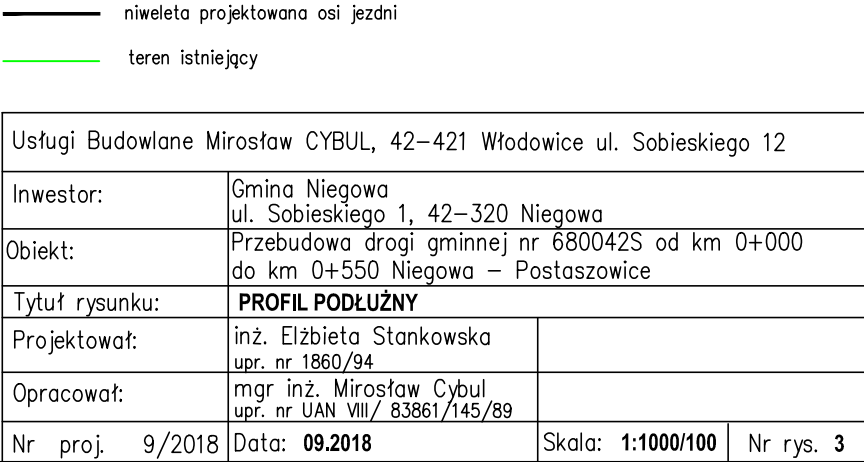 niweleta projektowana osi jezdni
teren istniejący
Usługi Budowlane Mirosław CYBUL, 42-421 Włodowice ul. Sobieskiego 12
Inwestor:
Gmina Niegowa
ul. Sobieskiego 1, 42-320 Niegowa
Obiekt:
Przebudowa drogi gminnej nr 680042S od km 0+000
do km 0+550 Niegowa - Postaszowice
Tytuł rysunku: PROFIL PODŁUŻNY
Projektował:
inż. Elżbieta Stankowska
upr. nr 1860/94
Opracował:
mgr inż. Mirosław Cybul
upr. nr UAN VIII/ 83861/145/89
Nr proj. 9/2018 Data: 09.2018 Skala: 1:1000/100 Nr rys. 3